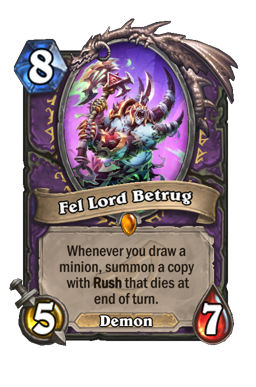 8
Fel Lord Betrug
Whenever you draw a
minion, summon a copy
with Rush that dies at
end of turn.
5
Demon
7